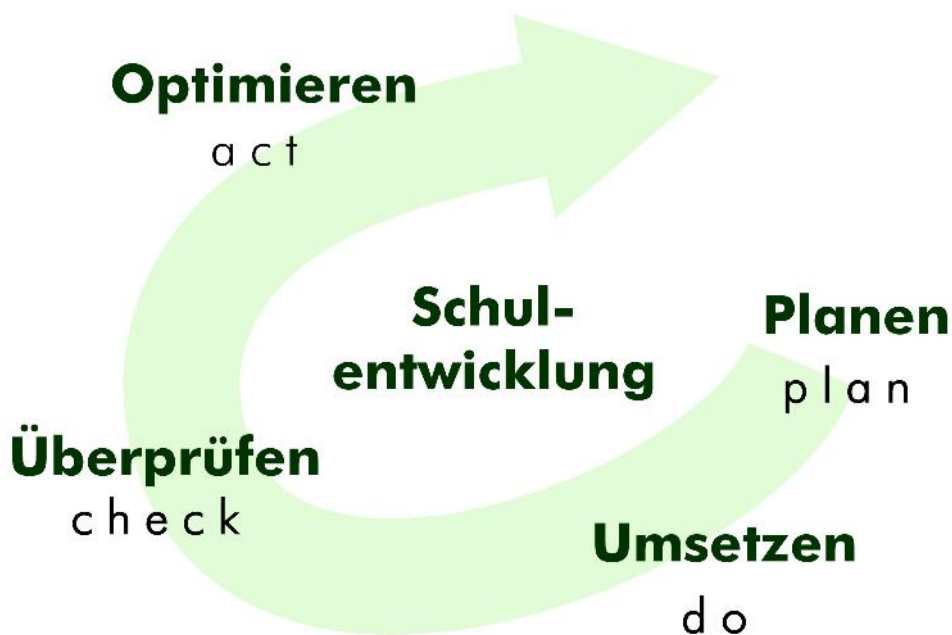 Optimieren
act
Schul-
entwicklung
Planen
plan
Überprüfen
check
Umsetzen
do